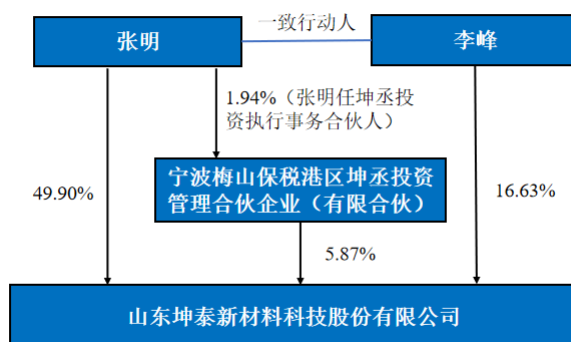 一致行动人
张明
李峰
1.94%（张明任坤丞投
资执行事务合伙人）
宁波梅山保税港区坤丞投资
管理合伙企业（有限合伙）
49.90%
16.63%
5.87%
山东坤泰新材料科技股份有限公司